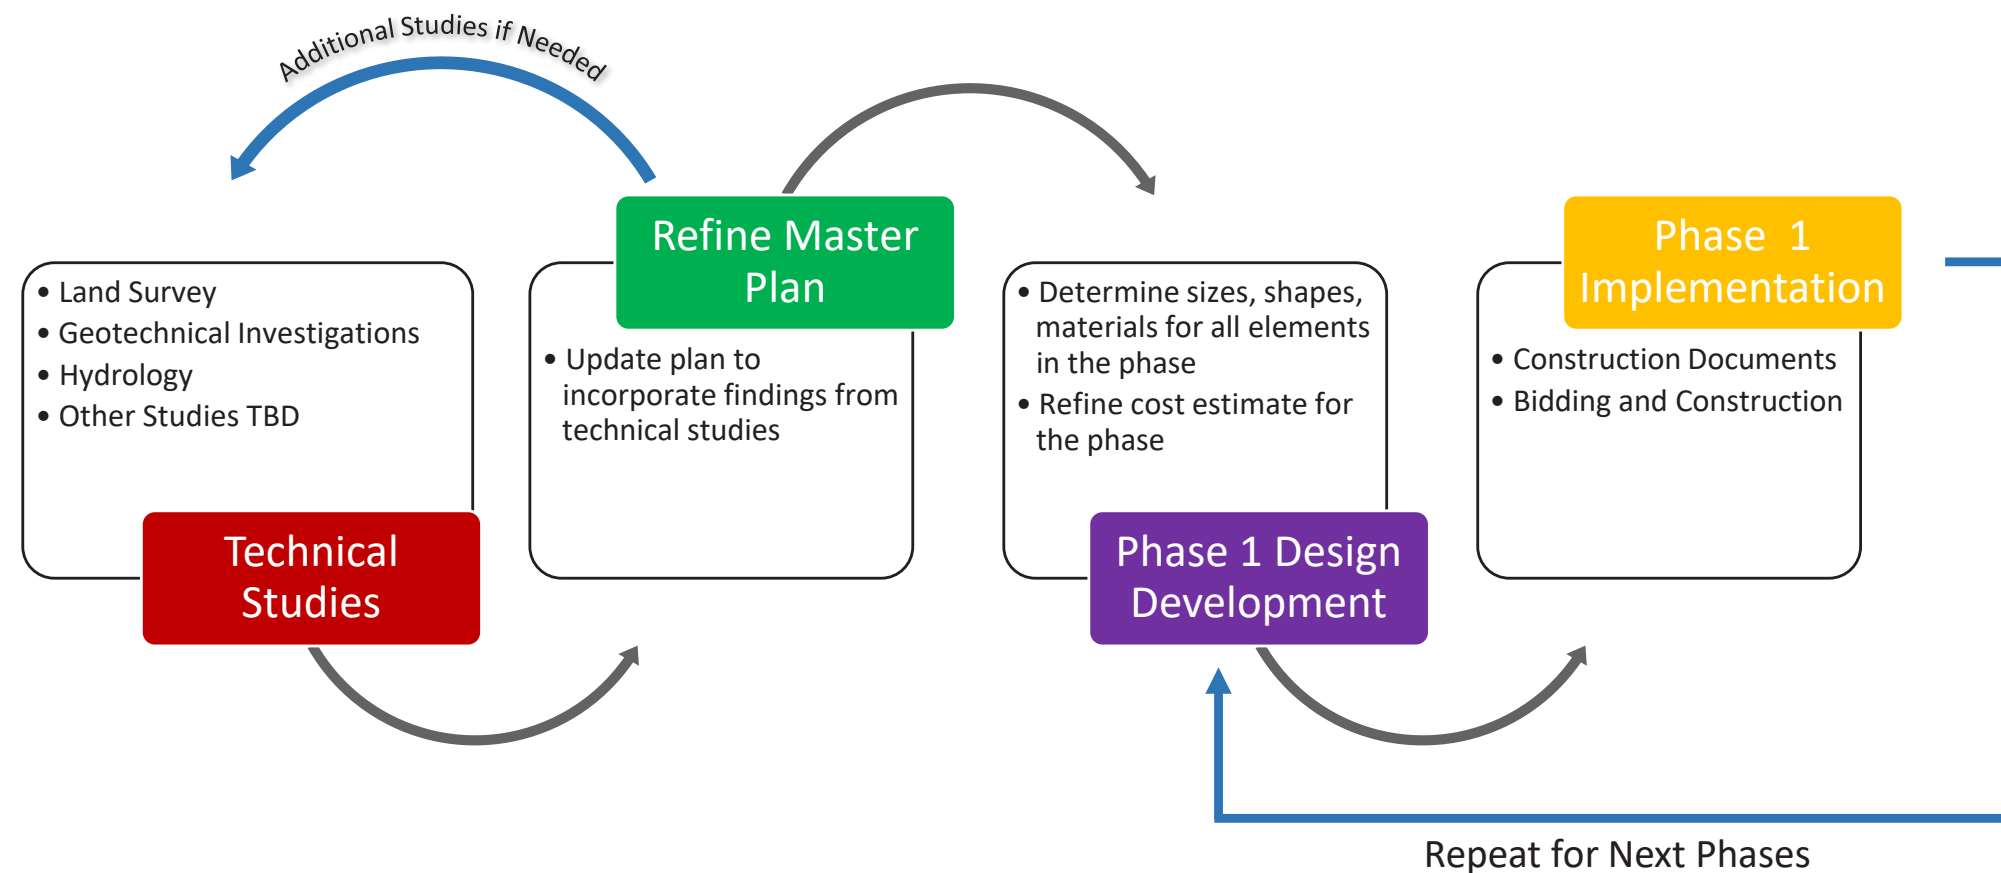 Additional Studies if Needed
• Land Survey
• Geotechnical Investigations
• Hydrology
• Other Studies TBD
Technical
Studies
Refine Master
Plan
• Update plan to
incorporate findings from
technical studies
• Determine sizes, shapes,
materials for all elements
in the phase
• Refine cost estimate for
the phase
Phase 1 Design
Development
Phase 1
Implementation
• Construction Documents
• Bidding and Construction
Repeat for Next Phases